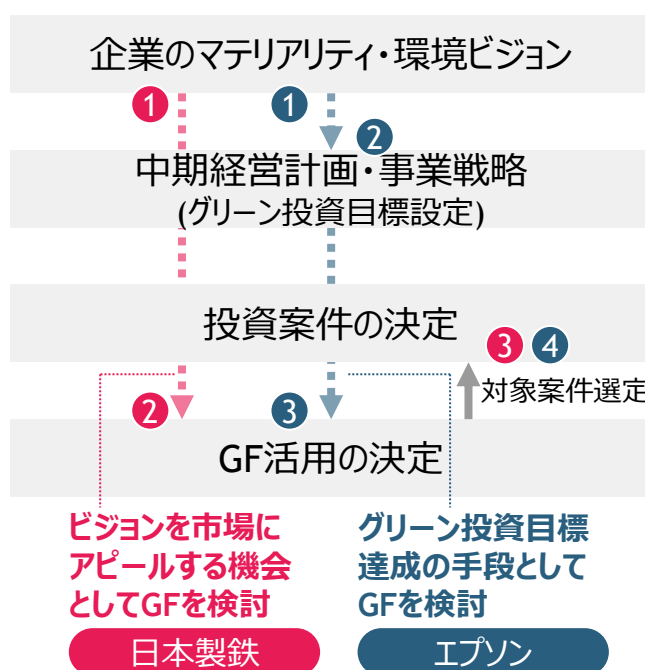 企業のマテリアリティ・環境ビジョン
1
1
2
中期経営計画・事業戦略
(グリーン投資目標設定)
投資案件の決定
3 4
対象案件選定
2
3
GF活用の決定
ビジョンを市場に
アピールする機会
としてGFを検討
日本製鉄
グリーン投資目標
達成の手段として
GFを検討
エプソン